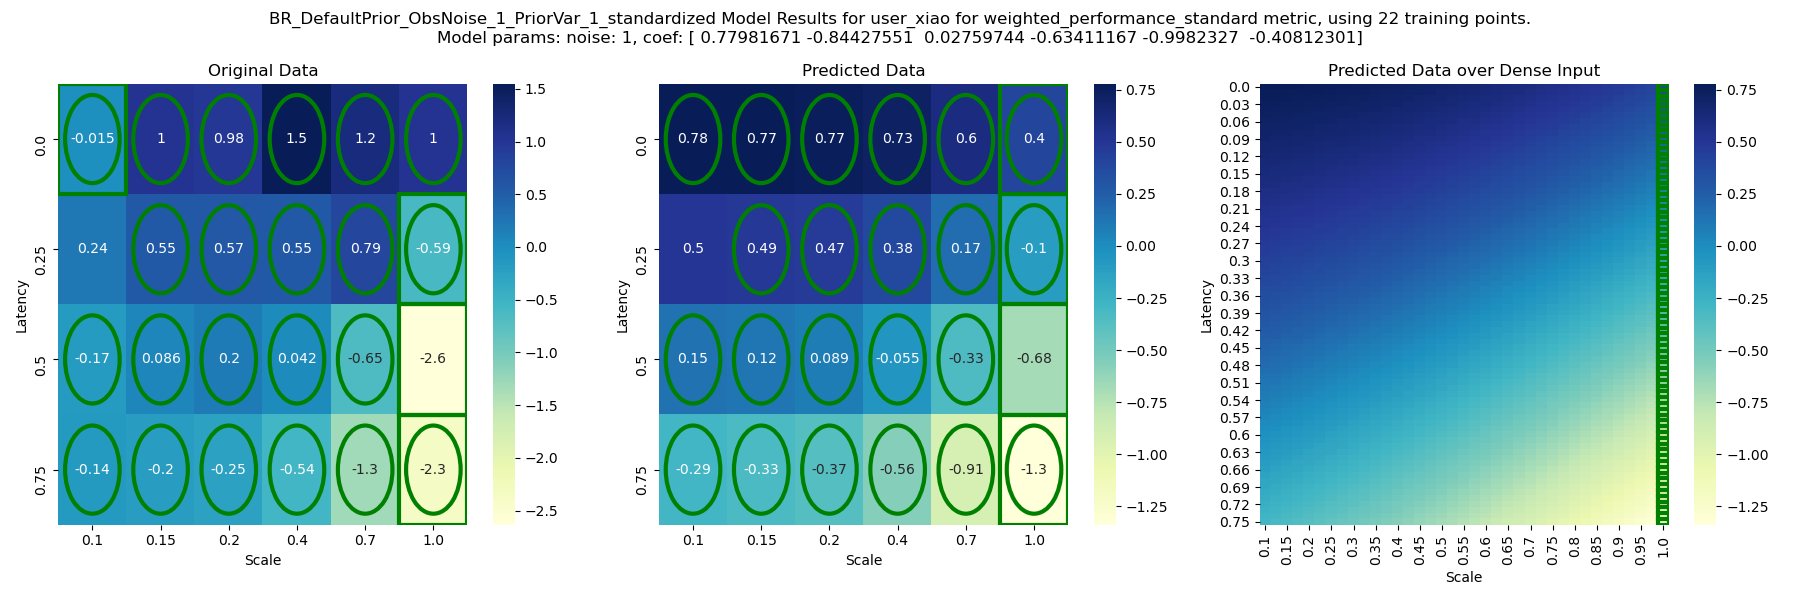 BR_DefaultPrior_ObsNoise_1_PriorVar_1_standardized Model Results for user_xiao for weighted_performance_standard metric, using 22 training points.
Model params: noise: 1, coef: [ 0.77981671 -0.84427551  0.02759744 -0.63411167 -0.9982327  -0.40812301]
Original Data
Latency
0.0
0.25
0.5
0.75
-0.015 1 0.98 1.5 1.2 1
0.24 0.55 0.57 0.55 0.79 -0.59
-0.17 0.086 0.2 0.042 -0.65 -2.6
-0.14 -0.2 -0.25 -0.54 -1.3 -2.3
0.1 0.15 0.2 0.4 0.7 1.0
Scale
1.5
1.0
0.5
0.0
−0.5
−1.0
−1.5
−2.0
−2.5
Predicted Data
Latency
0.0
0.25
0.5
0.75
0.78 0.77 0.77 0.73 0.6 0.4
0.5 0.49 0.47 0.38 0.17 -0.1
0.15 0.12 0.089 -0.055 -0.33 -0.68
-0.29 -0.33 -0.37 -0.56 -0.91 -1.3
0.1 0.15 0.2 0.4 0.7 1.0
Scale
0.75
0.50
0.25
0.00
−0.25
−0.50
−0.75
−1.00
−1.25
Predicted Data over Dense Input
Latency
0.0
0.03
0.06
0.09
0.12
0.15
0.18
0.21
0.24
0.27
0.3
0.33
0.36
0.39
0.42
0.45
0.48
0.51
0.54
0.57
0.6
0.63
0.66
0.69
0.72
0.75
0.1 0.15 0.2 0.25 0.3 0.35 0.4 0.45 0.5 0.55 0.6 0.65 0.7 0.75 0.8 0.85 0.9 0.95 1.0
Scale
0.75
0.50
0.25
0.00
−0.25
−0.50
−0.75
−1.00
−1.25